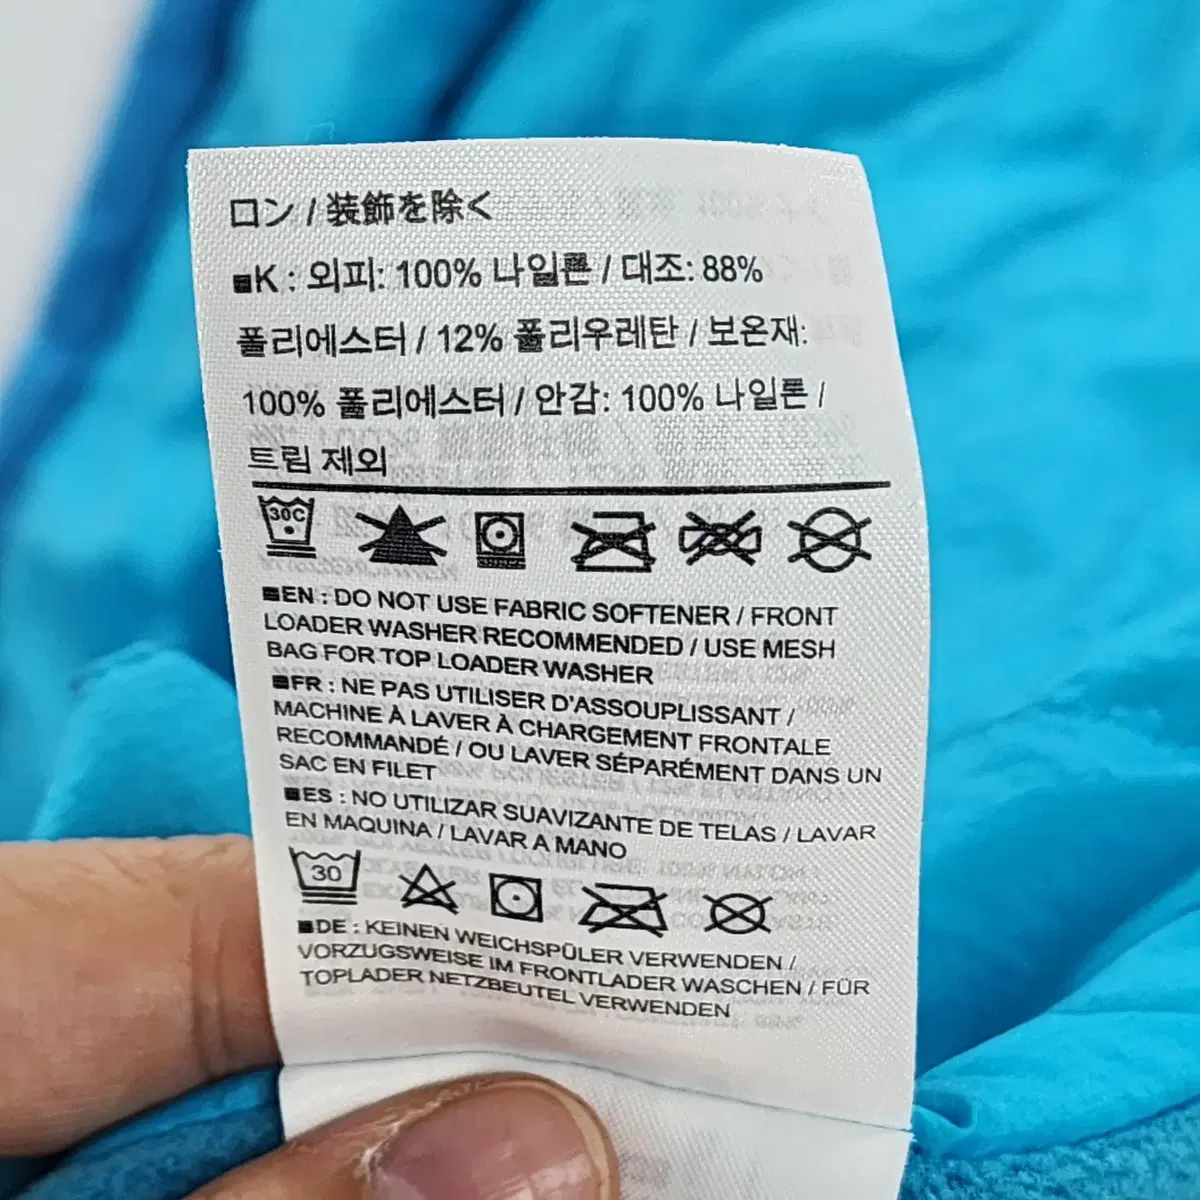 ロン / 装飾を除く
■K : 외피: 100% 나일론 / 대조: 88%
폴리에스터 / 12% 폴리우레탄 / 보온재:
100% 폴리에스터 / 안감: 100% 나일론 /
트림 제외
30C
■EN : DO NOT USE FABRIC SOFTENER / FRONT
LOADER WASHER RECOMMENDED / USE MESH
BAG FOR TOP LOADER WASHER
■FR : NE PAS UTILISER D'ASSOUPLISSANT /
MACHINE À LAVER À CHARGEMENT FRONTALE
RECOMMANDÉ / OU LAVER SÉPARÉMENT DANS UN
SAC EN FILET
■ES : NO UTILIZAR SUAVIZANTE DE TELAS / LAVAR
EN MAQUINA / LAVAR A MANO
30
■DE : KEINEN WEICHSPÜLER VERWENDEN /
VORZUGSWEISE IM FRONTLADER WASCHEN / FÜR
TOPLADER NETZBEUTEL VERWENDEN